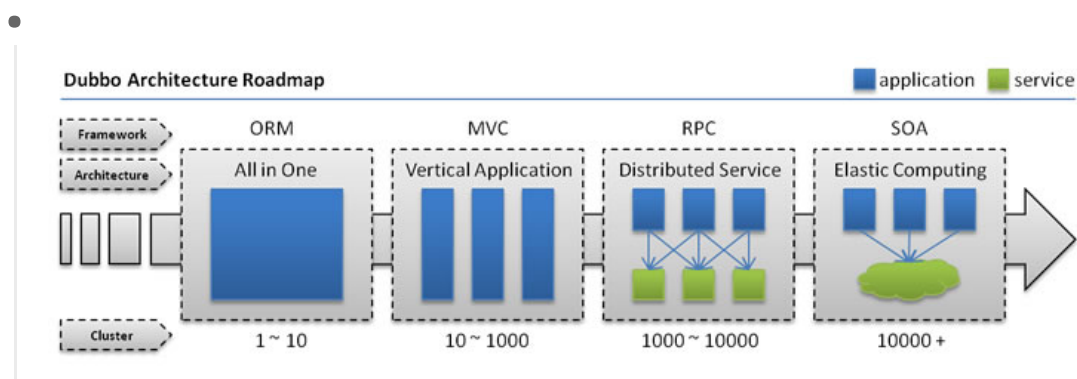 Dubbo Architecture Roadmap
application service
Framework ORM MVC RPC SOA
Architecture All in One Vertical Application Distributed Service Elastic Computing
Cluster 1 ~ 10 10 ~ 1000 1000 ~ 10000 10000 +